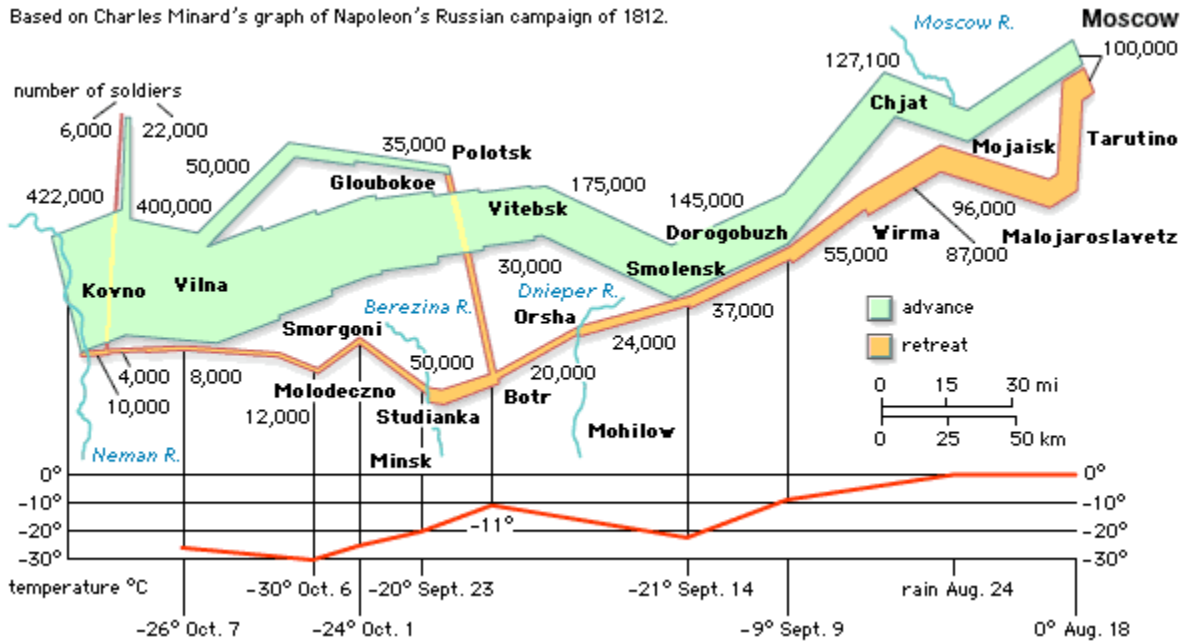 Based on Charles Minard's graph of Napoleon's Russian campaign of 1812.
Moscow
Moscow R.
100,000
127,100
number of soldiers
6,000
22,000
Chjat
Tarutino
35,000
Polotsk
Mojaisk
50,000
Gloubokoe
175,000
422,000
400,000
145,000
Vitebsk
96,000
Dorogobuzh
Wirma
Malojaroslavetz
55,000
87,000
30,000
Smolensk
Kovno
Vilna
Dnieper R.
Berezina R.
advance
37,000
Orsha
Smorgoni
24,000
retreat
50,000
4,000
8,000
20,000
0
15
30 mi
Molodeczno
Botr
10,000
12,000
Studianka
Mohilow
0
25
50 km
Neman R.
Minsk
0°
0°
-10°
-10°
-11°
-20°
-20°
-30°
-30°
temperature °C
-30° Oct. 6
-20° Sept. 23
-21° Sept. 14
rain Aug. 24
-26° Oct. 7
-24° Oct. 1
-9° Sept. 9
0° Aug. 18